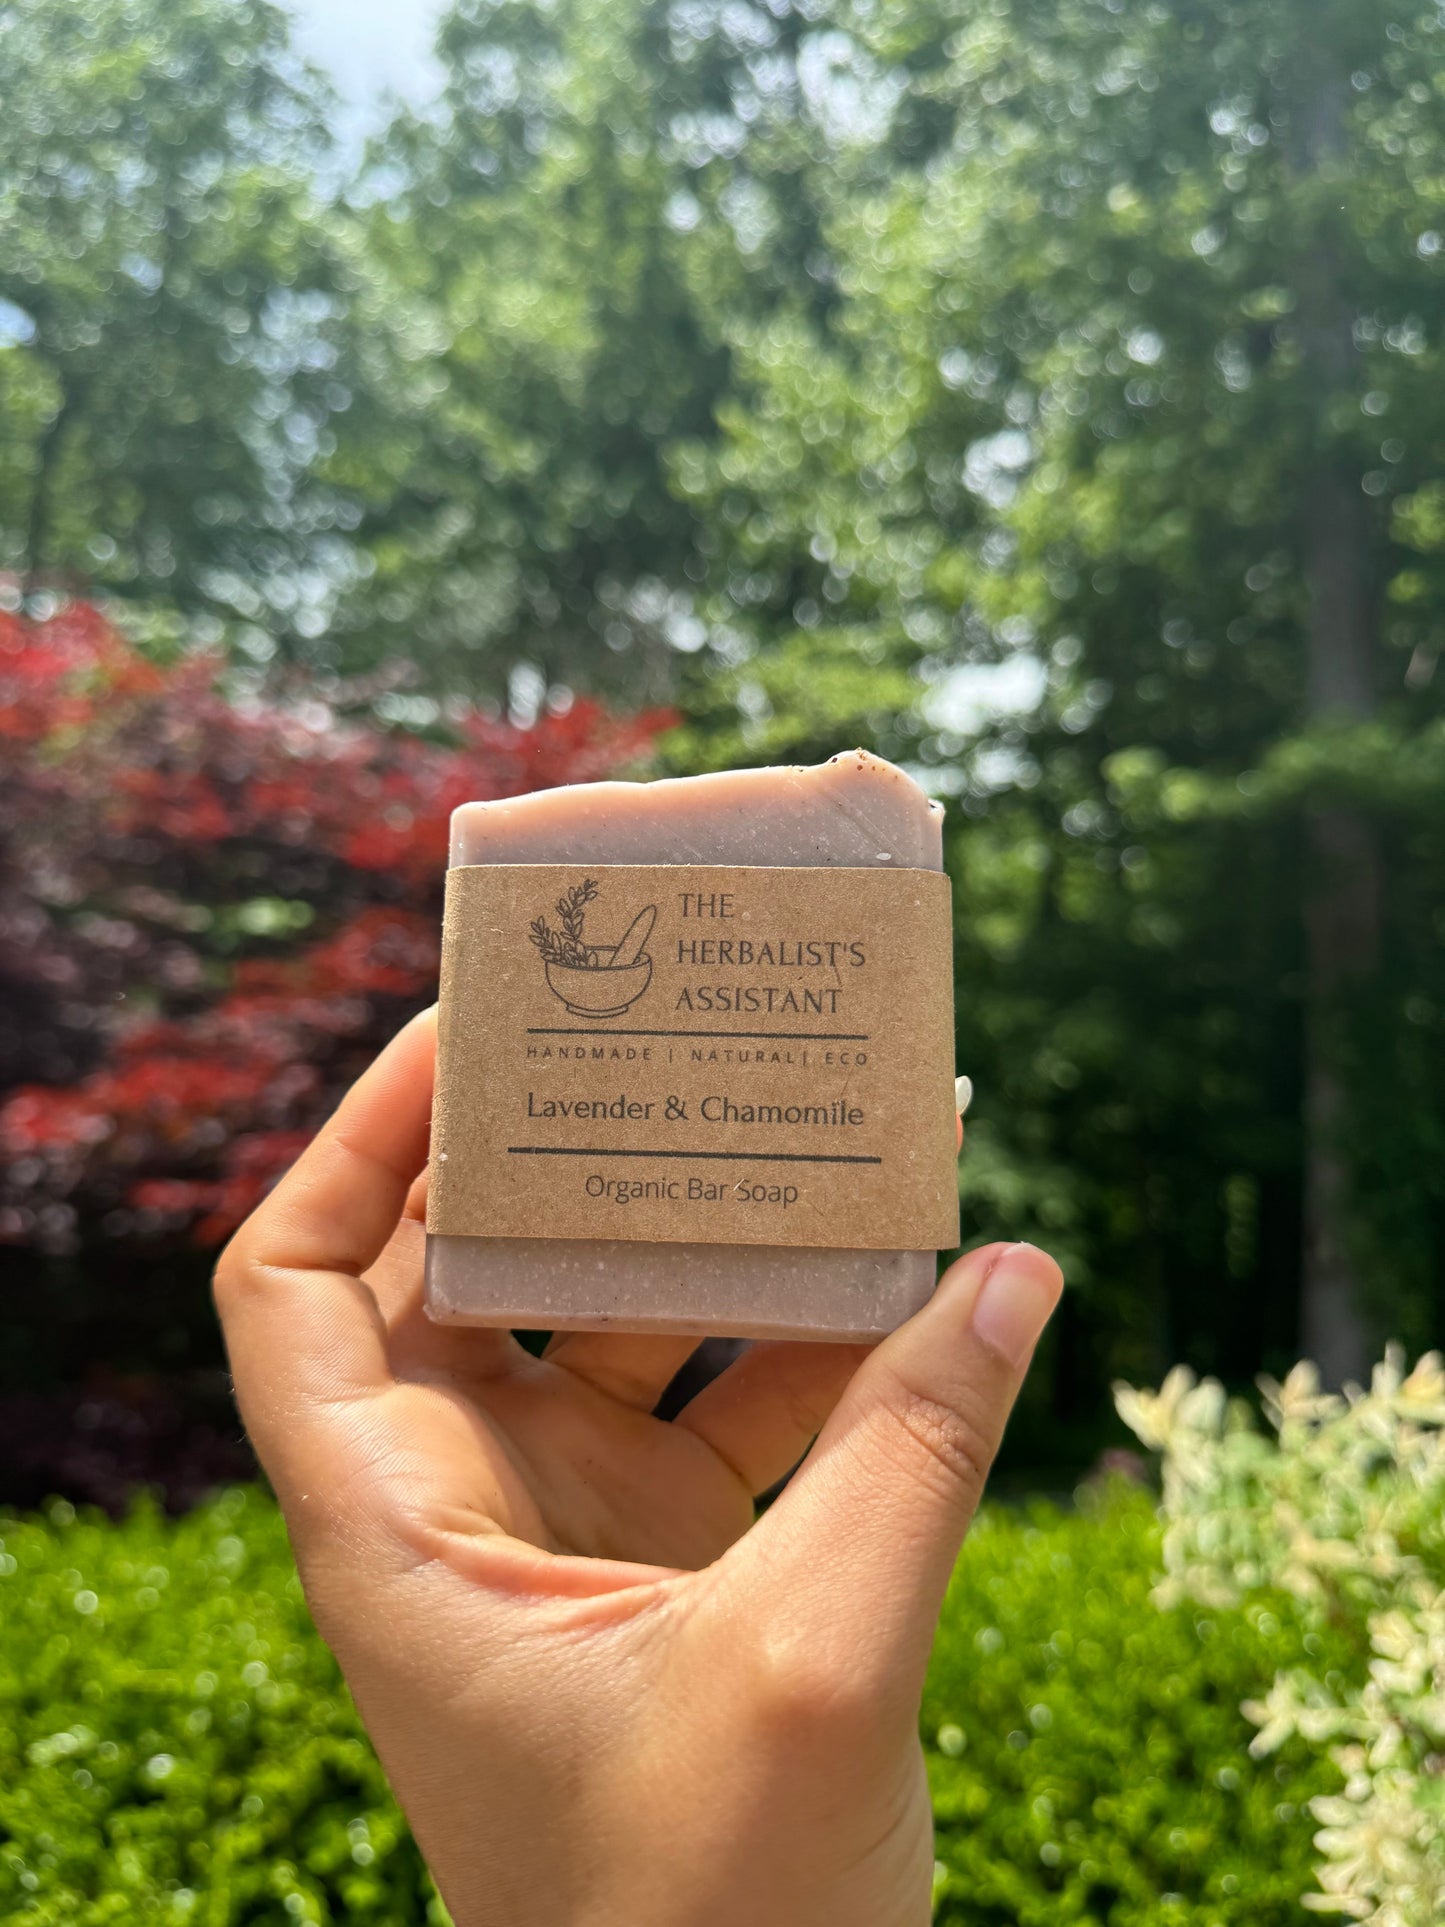 THE
HERBALIST'S
ASSISTANT
HANDMADE | NATURAL| ECO
Lavender & Chamomile
Organic Bar Soap